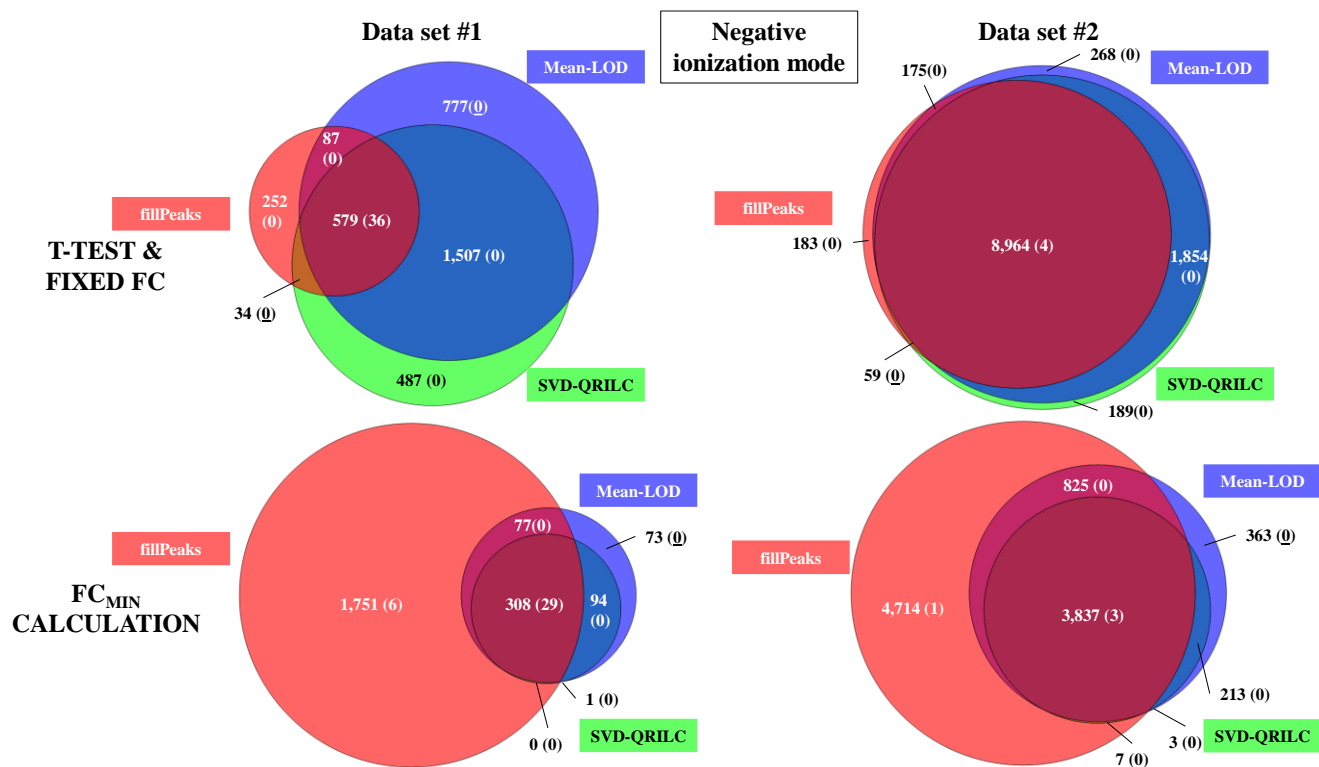 Data set #1
Negative
ionization mode
Data set #2
Mean-LOD
777(0)
87
(0)
252
(0)
fillPeaks
579 (36)
1,507 (0)
34 (0)
487 (0)
SVD-QRILC
T-TEST &
FIXED FC
268 (0)
Mean-LOD
175(0)
fillPeaks
183 (0)
8,964 (4)
1,854
(0)
59 (0)
SVD-QRILC
189(0)
Mean-LOD
77(0)
73 (0)
fillPeaks
1,751 (6)
308 (29)
94
(0)
1 (0)
0 (0)
SVD-QRILC
FCMIN
CALCULATION
825 (0)
Mean-LOD
363 (0)
fillPeaks
4,714 (1)
3,837 (3)
213 (0)
3 (0)
SVD-QRILC
7 (0)